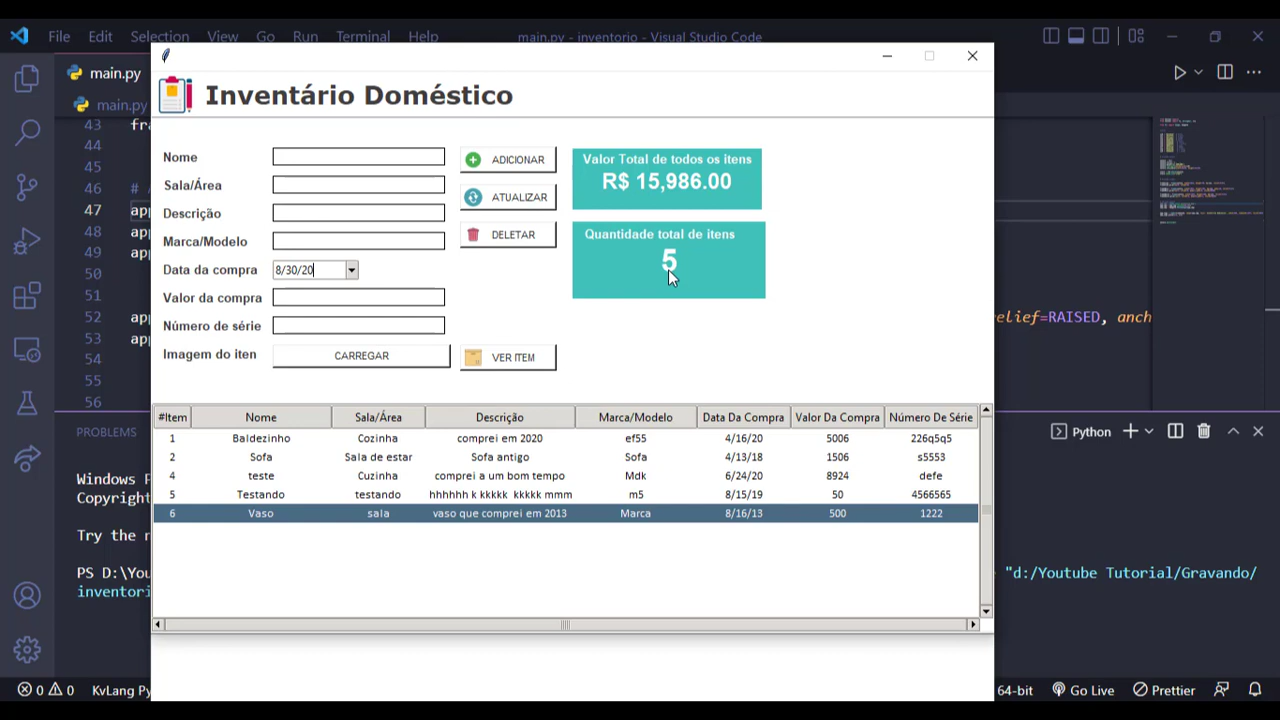 File Edit Selection View Go Run Terminal Help
main.py - inventorio - Visual Studio Code
main.py
main.py
Inventário Doméstico
43 fra
44
45
46 #
47 app
48
49
50
51
52
53
54
55
56
relief=RAISED, anch
Nome
Sala/Área
Descrição
Marca/Modelo
Data da compra 8/30/20
Valor da compra
Número de série
Imagem do iten CARREGAR
ADICIONAR
ATUALIZAR
DELETAR
VER ITEM
Valor Total de todos os itens
R$ 15,986.00
Quantidade total de itens
5
#Item Nome Sala/Área Descrição Marca/Modelo Data Da Compra Valor Da Compra Número De Série
1 Baldezinho Cozinha comprei em 2020 ef55 4/16/20 5006 226q5q5
2 Sofa Sala de estar Sofa antigo Sofa 4/13/18 1506 s5553
4 teste Cuzinha comprei a um bom tempo Mdk 6/24/20 8924 defe
5 Testando testando hhhhhh k kkkkk kkkkk mmm m5 8/15/19 50 4566565
6 Vaso sala vaso que comprei em 2013 Marca 8/16/13 500 1222
PROBLEMS
Python
Windows P
Copyright
Try the n
PS D:\You
"d:/Youtube Tutorial/Gravando/
inventori
0 0 KvLang Py
64-bit Go Live Prettier